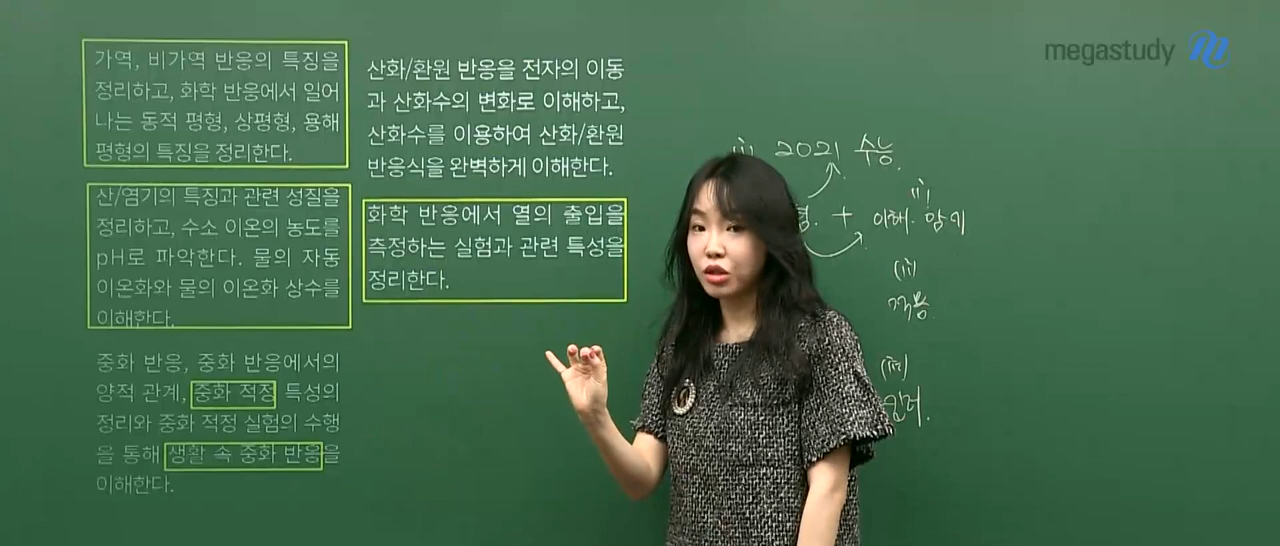 가역, 비가역 반응의 특징을
정리하고, 화학 반응에서 일어
나는 동적 평형, 상평형, 용해
평형의 특징을 정리한다.
산/염기의 특징과 관련 성질을
정리하고, 수소 이온의 농도를
pH로 파악한다. 물의 자동
이온화와 물의 이온화 상수를
이해한다.
중화 반응, 중화 반응에서의
양적 관계, 중화 적정 특성의
정리와 중화 적정 실험의 수행
을 통해 생활 속 중화 반응을
이해한다.
산화/환원 반응을 전자의 이동
과 산화수의 변화로 이해하고,
산화수를 이용하여 산화/환원
반응식을 완벽하게 이해한다.
화학 반응에서 열의 출입을
측정하는 실험과 관련 특성을
정리한다.
megastudy
2021 수능.
+ 이해·암기
적용.
킬러.